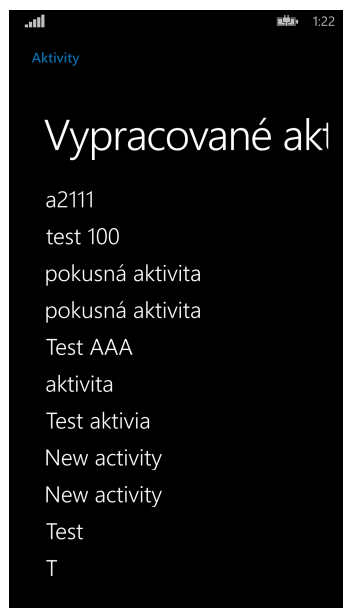 1:22
Aktivity
Vypracované akt
a2111
test 100
pokusná aktivita
pokusná aktivita
Test AAA
aktivita
Test aktivia
New activity
New activity
Test
T